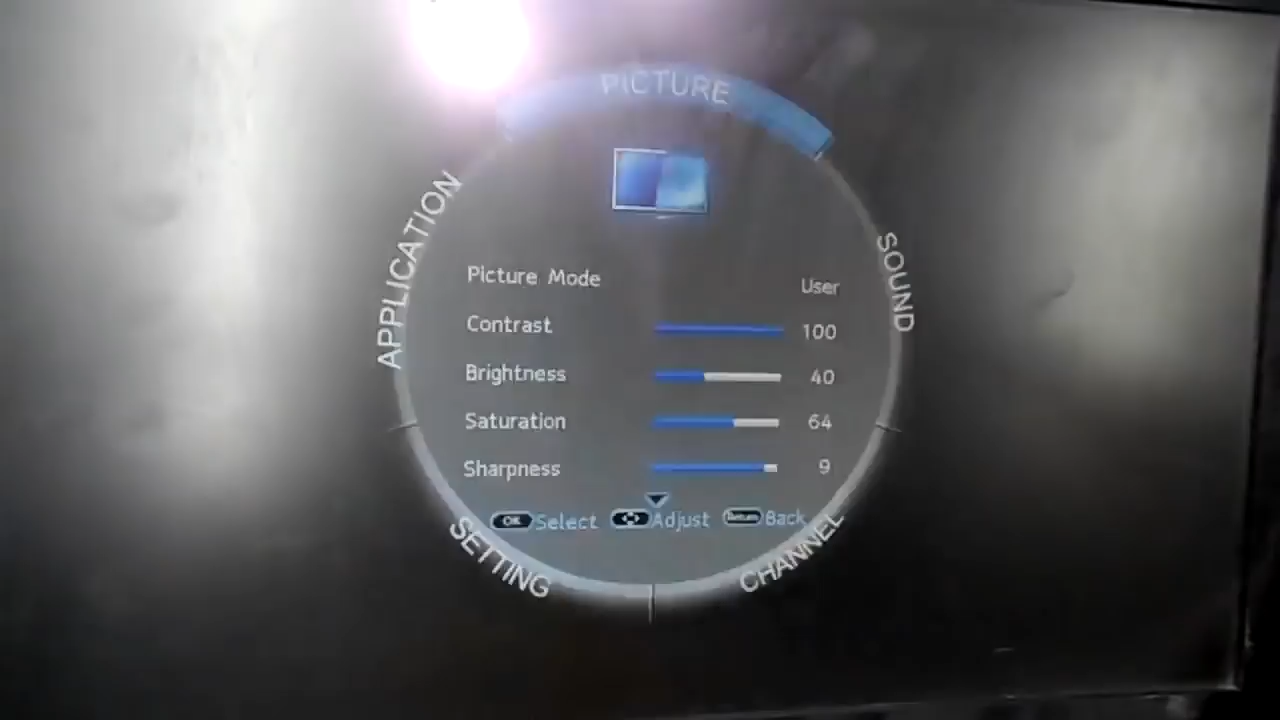 PICTURE
APPLICATION
SOUND
Picture Mode User
Contrast 100
Brightness 40
Saturation 64
Sharpness 9
OK Select Adjust Return Back
SETTING
CHANNEL